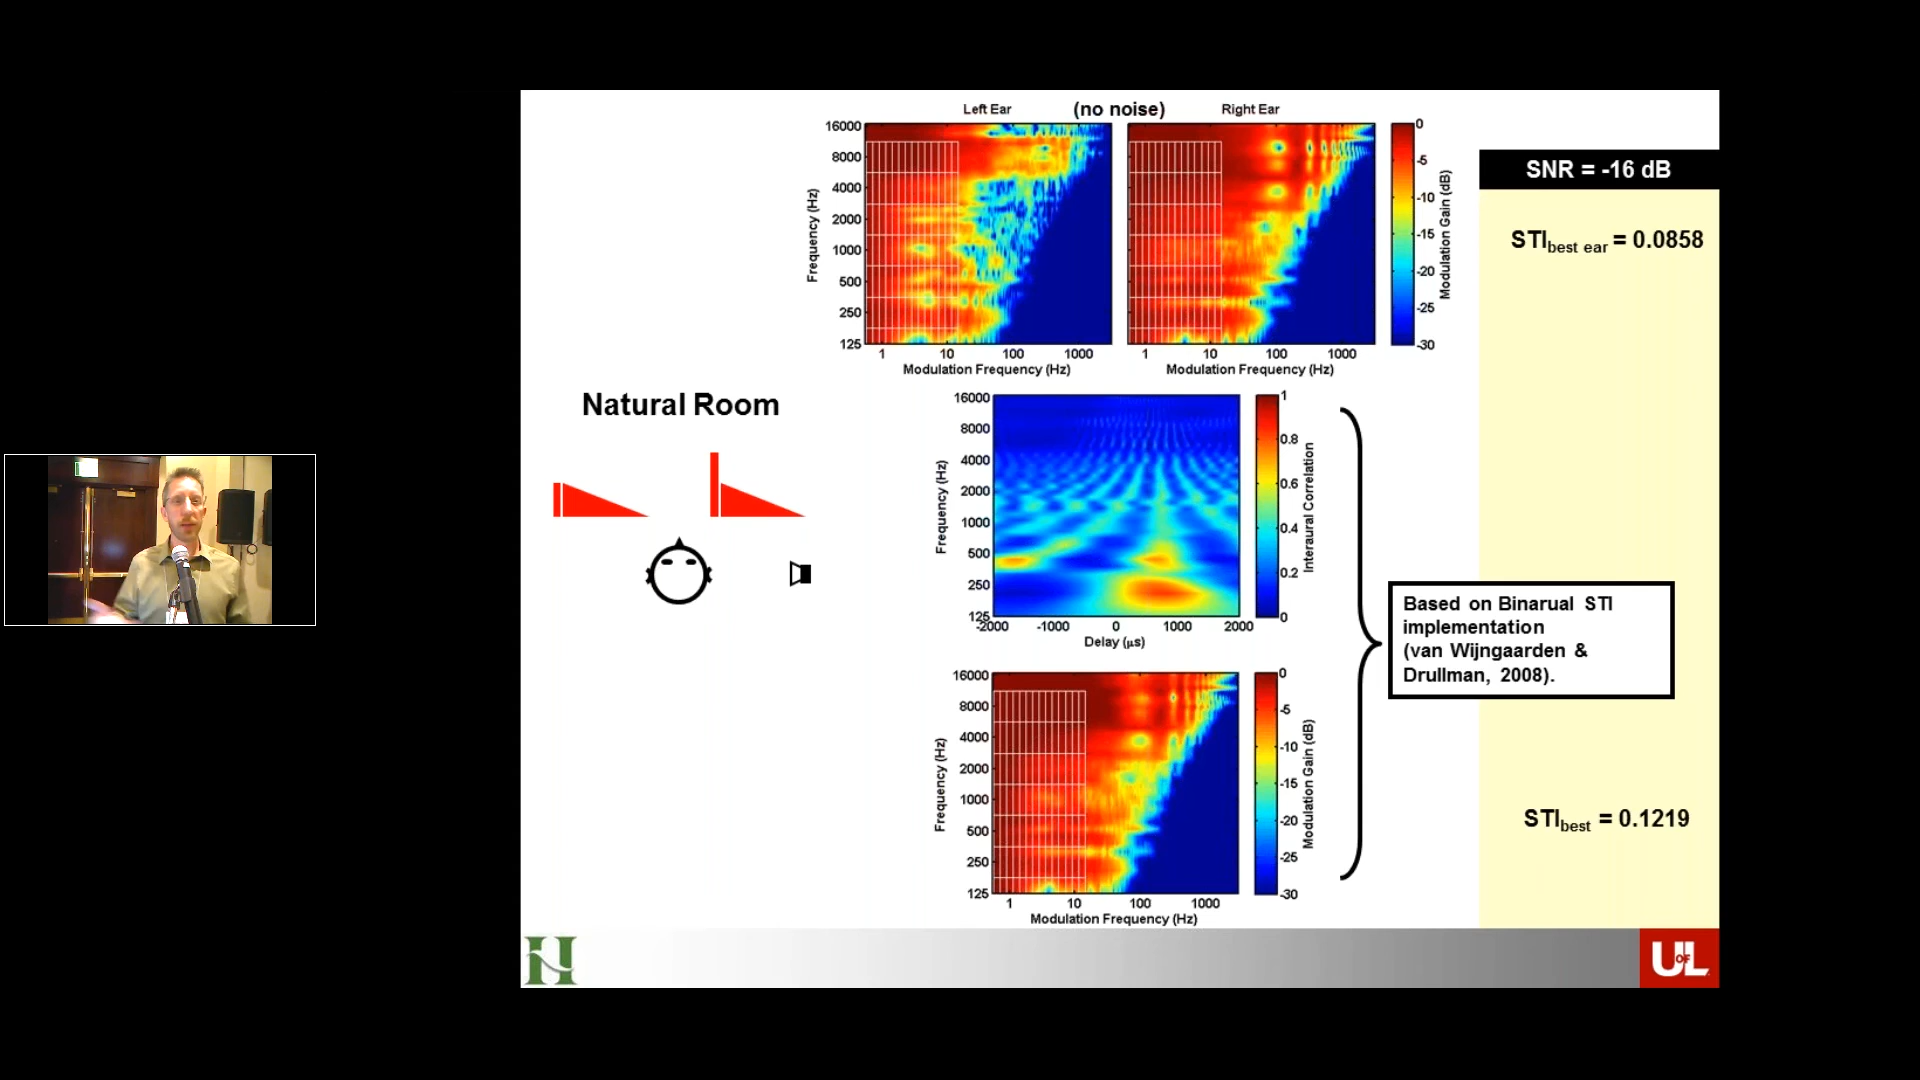 Left Ear
(no noise)
Right Ear
16000
8000
4000
2000
1000
500
250
125
Frequency (Hz)
1
10
100
1000
Modulation Frequency (Hz)
1
10
100
1000
Modulation Frequency (Hz)
0
-5
-10
-15
-20
-25
-30
Modulation Gain (dB)
SNR = -16 dB
STIbest ear = 0.0858
Natural Room
16000
8000
4000
2000
1000
500
250
125
Frequency (Hz)
-2000
-1000
0
1000
2000
Delay (µs)
1
0.8
0.6
0.4
0.2
0
Interaural Correlation
Based on Binarual STI
implementation
(van Wijngaarden &
Drullman, 2008).
16000
8000
4000
2000
1000
500
250
125
Frequency (Hz)
1
10
100
1000
Modulation Frequency (Hz)
0
-5
-10
-15
-20
-25
-30
Modulation Gain (dB)
STIbest = 0.1219
H
UOFL